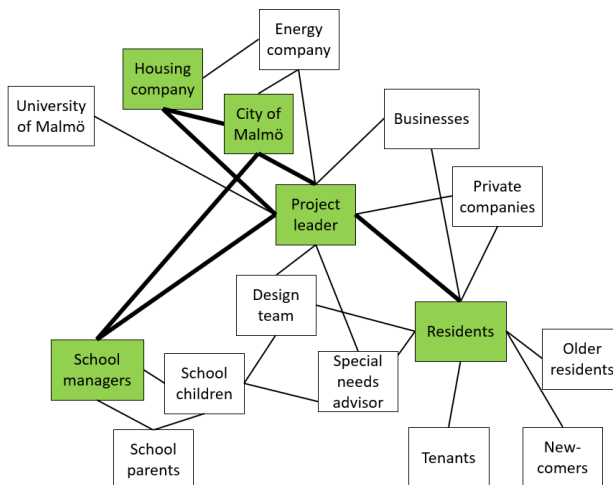 Energy
company
Housing
company
University
of Malmö
City of
Malmö
Businesses
Private
companies
Project
leader
Design
team
Residents
School
managers
School
children
Special
needs
advisor
Older
residents
School
parents
Tenants
New-
comers